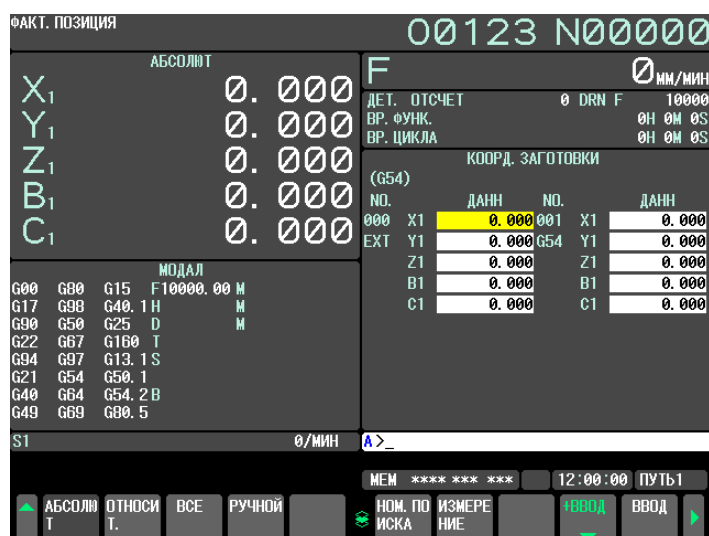 ФАКТ. ПОЗИЦИЯ
O0123 N00000
АБСОЛЮТ
X1 0. 000
Y1 0. 000
Z1 0. 000
B1 0. 000
C1 0. 000
F 0 ММ/МИН
ДЕТ. ОТСЧЕТ 0 DRN F 10000
ВР. ФУНК. 0H 0M 0S
ВР. ЦИКЛА 0H 0M 0S
КООРД. ЗАГОТОВКИ
(G54)
NO. ДАНН NO. ДАНН
000 X1 0. 000 001 X1 0. 000
EXT Y1 0. 000 G54 Y1 0. 000
Z1 0. 000 Z1 0. 000
B1 0. 000 B1 0. 000
C1 0. 000 C1 0. 000
МОДАЛ
G00 G80 G15 F10000. 00 M
G17 G98 G40. 1 H M
G90 G50 G25 D M
G22 G67 G160 T
G94 G97 G13. 1 S
G21 G54 G50. 1
G40 G64 G54. 2 B
G49 G69 G80. 5
S1 0/МИН
A >_
MEM **** *** *** 12:00:00 ПУТЬ1
АБСОЛЮ
Т
ОТНОСИ
Т.
ВСЕ
РУЧНОЙ
НОМ. ПО
ИСКА
ИЗМЕРЕ
НИЕ
+ВВОД
ВВОД